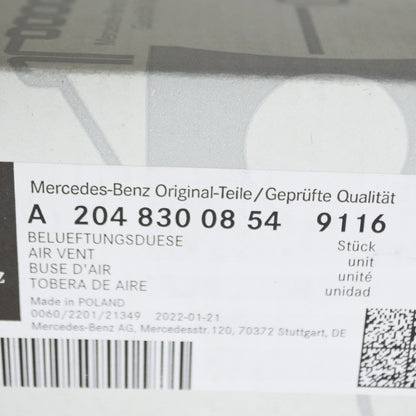 Mercedes-Benz
Mercedes-Benz Original-Teile/Geprüfte Qualität
A 204 830 08 54 9116
BELUEFTUNGSDUESE Stück
AIR VENT unit
BUSE D'AIR unité
TOBERA DE AIRE unidad
Made in POLAND
0060/2201/21349 2022-01-21
Mercedes-Benz AG, Mercedesstr.120, 70372 Stuttgart, DE